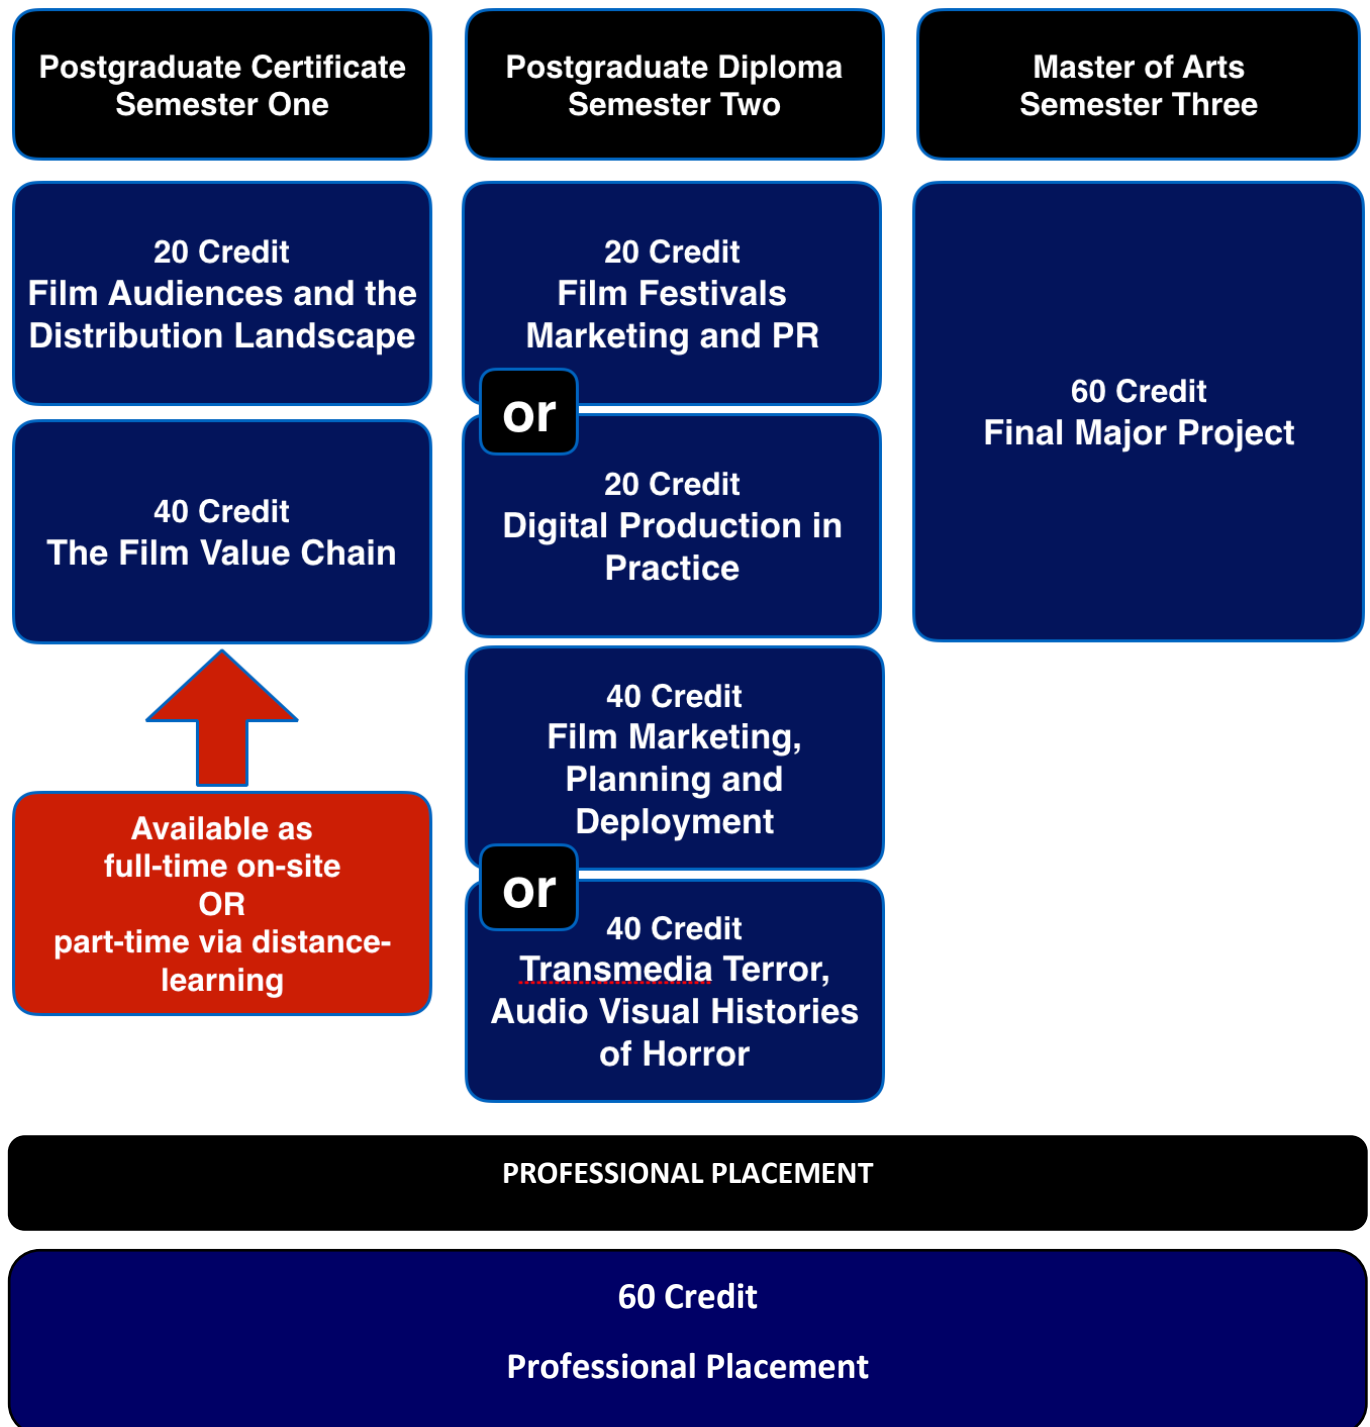 Postgraduate Certificate
Semester One
Postgraduate Diploma
Semester Two
Master of Arts
Semester Three
20 Credit
Film Audiences and the
Distribution Landscape
40 Credit
The Film Value Chain
Available as
full-time on-site
OR
part-time via distance-
learning
20 Credit
Film Festivals
Marketing and PR
or
20 Credit
Digital Production in
Practice
40 Credit
Film Marketing,
Planning and
Deployment
or
40 Credit
Transmedia Terror,
Audio Visual Histories
of Horror
60 Credit
Final Major Project
PROFESSIONAL PLACEMENT
60 Credit
Professional Placement